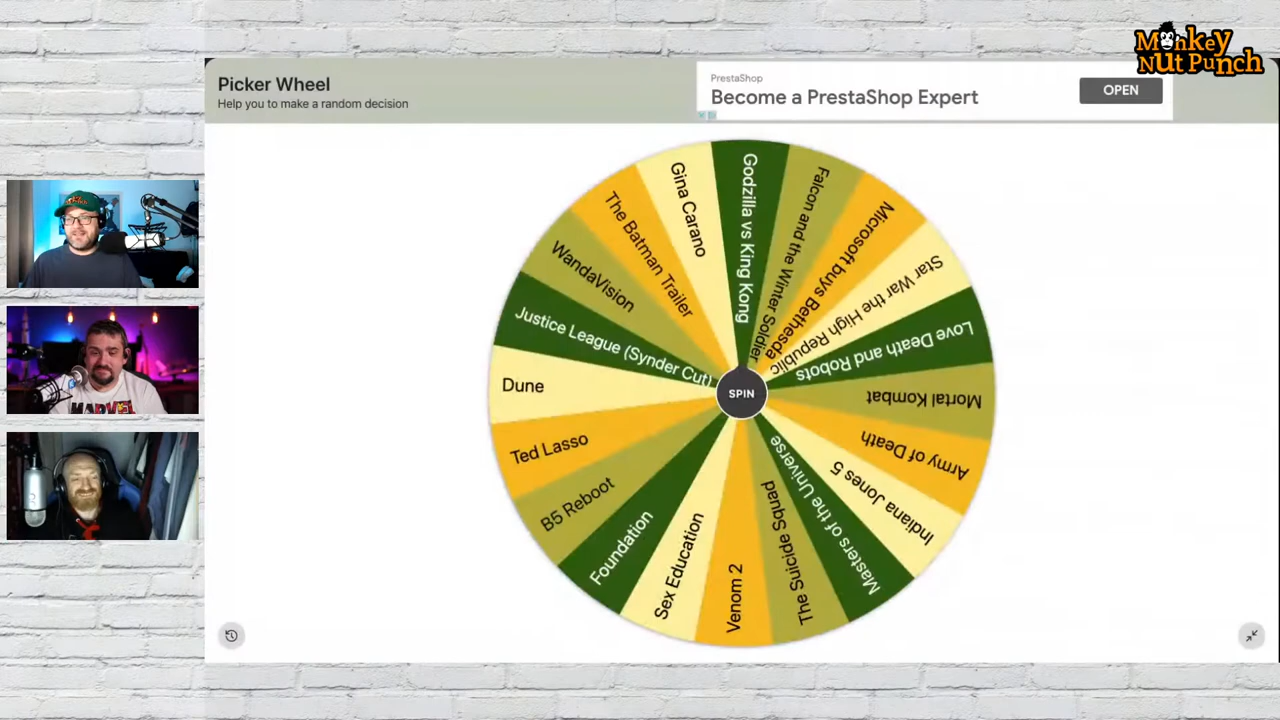 Monkey
Nut Punch
Picker Wheel
Help you to make a random decision
PrestaShop
Become a PrestaShop Expert
OPEN
Godzilla vs King Kong
Falcon and the Winter Soldier
Microsoft buys Bethesda
Star War the High Republic
Love Death and Robots
Mortal Kombat
Army of Death
Indiana Jones 5
Masters of the Universe
The Suicide Squad
Venom 2
Sex Education
Foundation
B5 Reboot
Ted Lasso
Dune
Justice League (Synder Cut)
WandaVision
The Batman Trailer
Gina Carano
SPIN
MARVEL